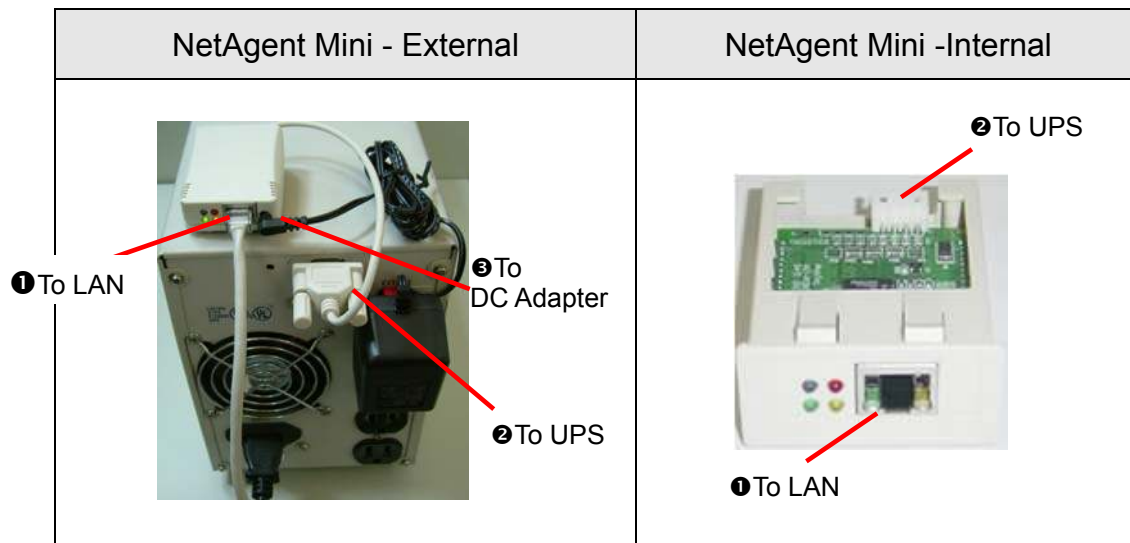 NetAgent Mini - External
NetAgent Mini -Internal
❶To LAN
❸To
DC Adapter
❷To UPS
❷To UPS
❶To LAN